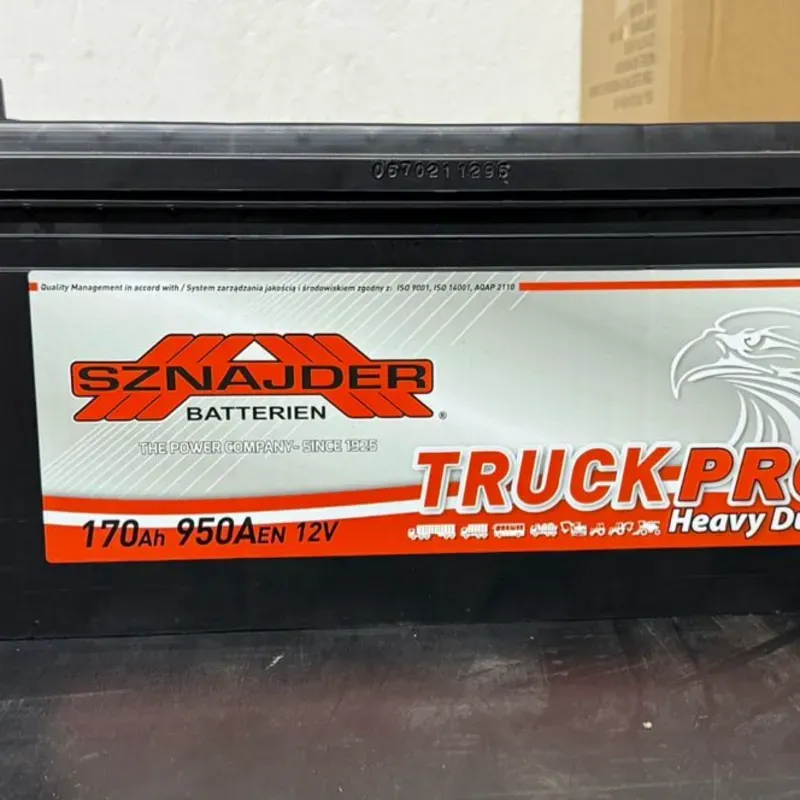 0670211296
Quality Management in accord with / System zarządzania jakością i środowiskiem zgodny z: ISO 9001, ISO 14001, AQAP 2110
SZNAJDER
BATTERIEN
®
THE POWER COMPANY- SINCE 1925
TRUCK-PRO
170Ah 950AEN 12V
Heavy Du